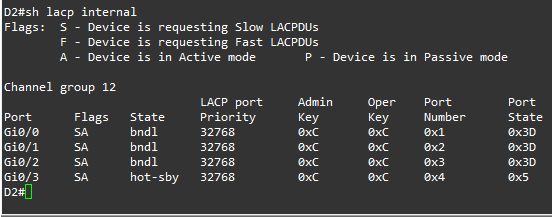 D2#sh lacp internal
Flags:  S - Device is requesting Slow LACPDUs
        F - Device is requesting Fast LACPDUs
        A - Device is in Active mode       P - Device is in Passive mode

Channel group 12
                            LACP port     Admin     Oper    Port        Port
Port      Flags   State     Priority      Key       Key     Number      State
Gi0/0     SA      bndl      32768         0xC       0xC     0x1         0x3D
Gi0/1     SA      bndl      32768         0xC       0xC     0x2         0x3D
Gi0/2     SA      bndl      32768         0xC       0xC     0x3         0x3D
Gi0/3     SA      hot-sby   32768         0xC       0xC     0x4         0x5
D2#